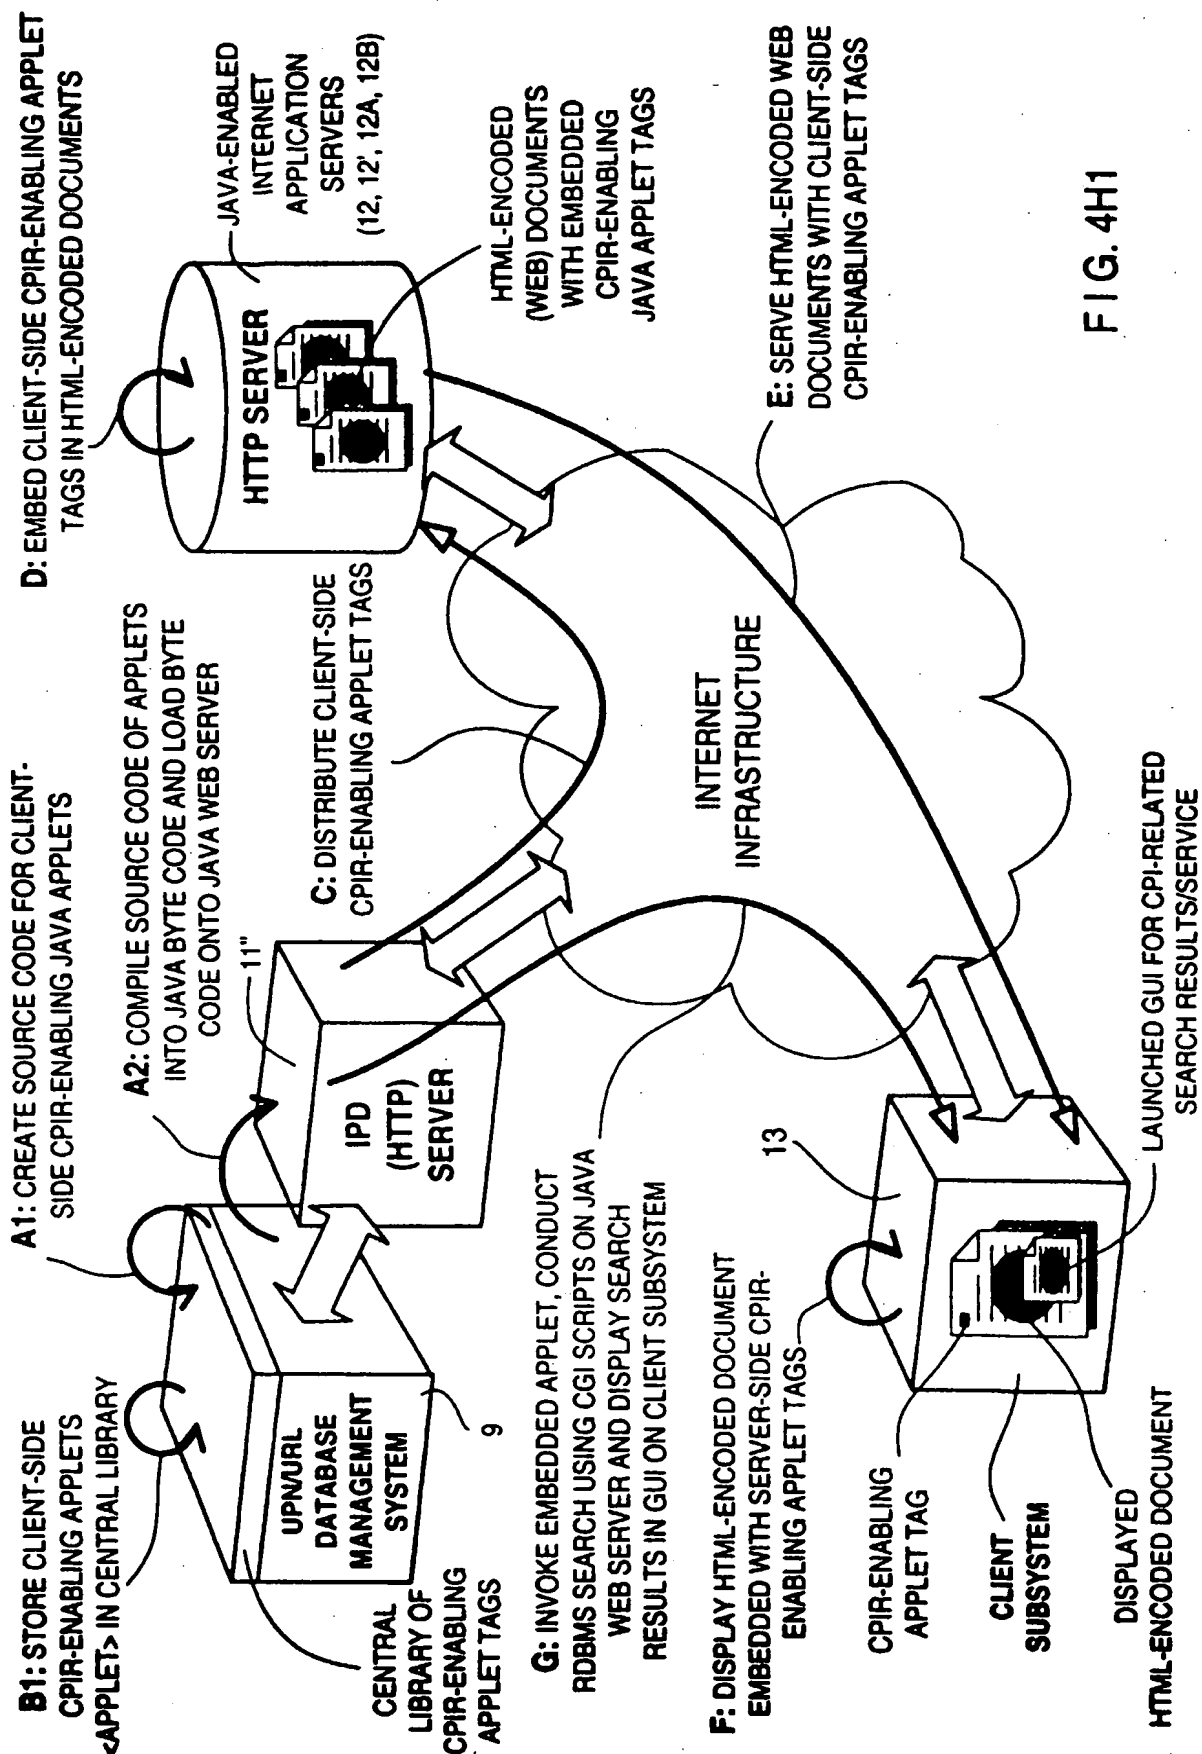 B1: STORE CLIENT-SIDE
CPIR-ENABLING APPLETS
<APPLET> IN CENTRAL LIBRARY
A1: CREATE SOURCE CODE FOR CLIENT-
SIDE CPIR-ENABLING JAVA APPLETS
A2: COMPILE SOURCE CODE OF APPLETS
INTO JAVA BYTE CODE AND LOAD BYTE
CODE ONTO JAVA WEB SERVER
D: EMBED CLIENT-SIDE CPIR-ENABLING APPLET
TAGS IN HTML-ENCODED DOCUMENTS
JAVA-ENABLED
INTERNET
APPLICATION
SERVERS
(12, 12', 12A, 12B)
HTTP SERVER
HTML-ENCODED
(WEB) DOCUMENTS
WITH EMBEDDED
CPIR-ENABLING
JAVA APPLET TAGS
C: DISTRIBUTE CLIENT-SIDE
CPIR-ENABLING APPLET TAGS
11"
IPD
(HTTP)
SERVER
UPN/URL
DATABASE
MANAGEMENT
SYSTEM
9
CENTRAL
LIBRARY OF
CPIR-ENABLING
APPLET TAGS
INTERNET
INFRASTRUCTURE
E: SERVE HTML-ENCODED WEB
DOCUMENTS WITH CLIENT-SIDE
CPIR-ENABLING APPLET TAGS
G: INVOKE EMBEDDED APPLET, CONDUCT
RDBMS SEARCH USING CGI SCRIPTS ON JAVA
WEB SERVER AND DISPLAY SEARCH
RESULTS IN GUI ON CLIENT SUBSYSTEM
F: DISPLAY HTML-ENCODED DOCUMENT
EMBEDDED WITH SERVER-SIDE CPIR-
ENABLING APPLET TAGS
13
CPIR-ENABLING
APPLET TAG
CLIENT
SUBSYSTEM
DISPLAYED
HTML-ENCODED DOCUMENT
LAUNCHED GUI FOR CPI-RELATED
SEARCH RESULTS/SERVICE
FIG. 4H1